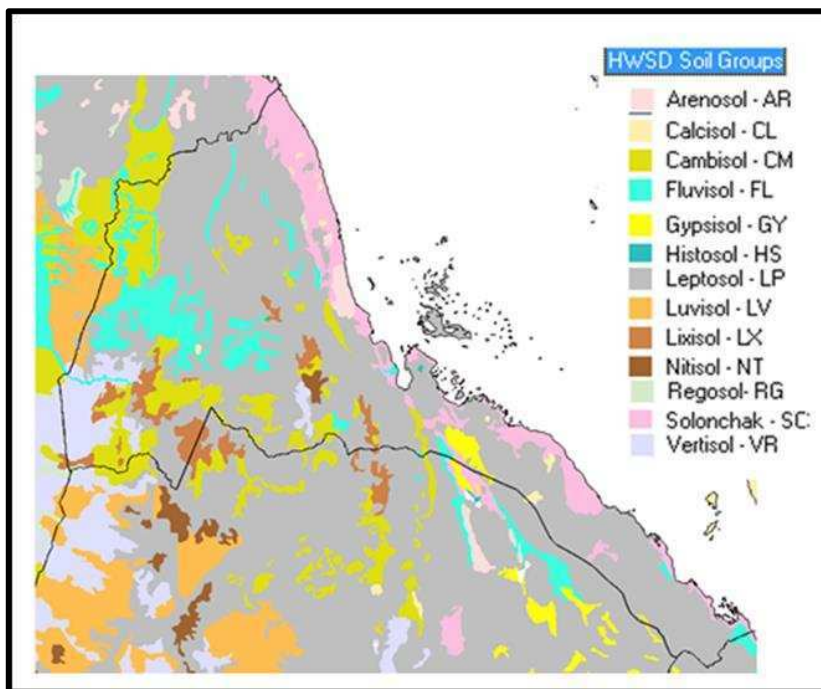 HWSD Soil Groups
Arenosol - AR
Calcisol - CL
Cambisol - CM
Fluvisol - FL
Gypsisol - GY
Histosol - HS
Leptosol - LP
Luvisol - LV
Lixisol - LX
Nitisol - NT
Regosol - RG
Solonchak - SC
Vertisol - VR